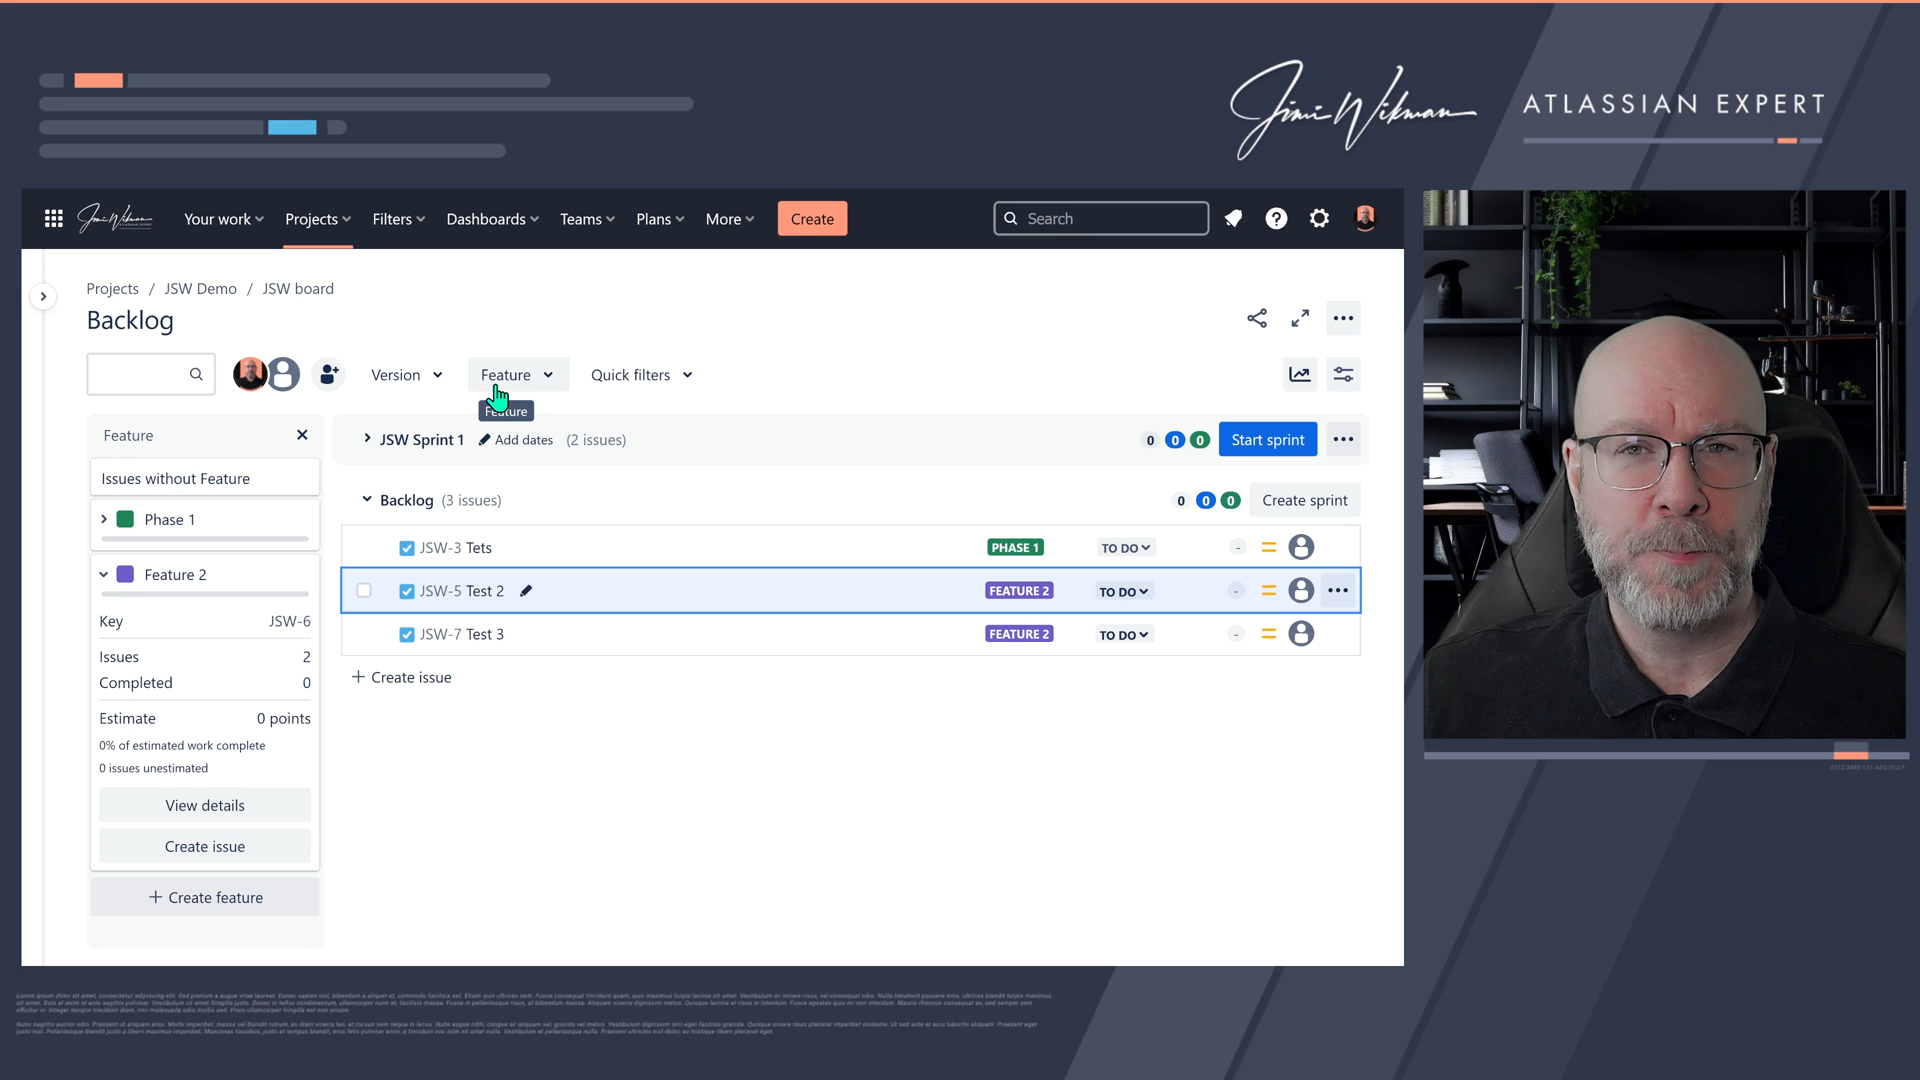 Jimi Wikman
ATLASSIAN EXPERT
Jimi Wikman
Your work
Projects
Filters
Dashboards
Teams
Plans
More
Create
Search
Projects / JSW Demo / JSW board
Backlog
Version
Feature
Quick filters
Feature
Feature
Issues without Feature
Phase 1
Feature 2
Key JSW-6
Issues 2
Completed 0
Estimate 0 points
0% of estimated work complete
0 issues unestimated
View details
Create issue
+ Create feature
JSW Sprint 1 Add dates (2 issues) 0 0 0 Start sprint
Backlog (3 issues) 0 0 0 Create sprint
JSW-3 Tets PHASE 1 TO DO -
JSW-5 Test 2 FEATURE 2 TO DO -
JSW-7 Test 3 FEATURE 2 TO DO -
+ Create issue